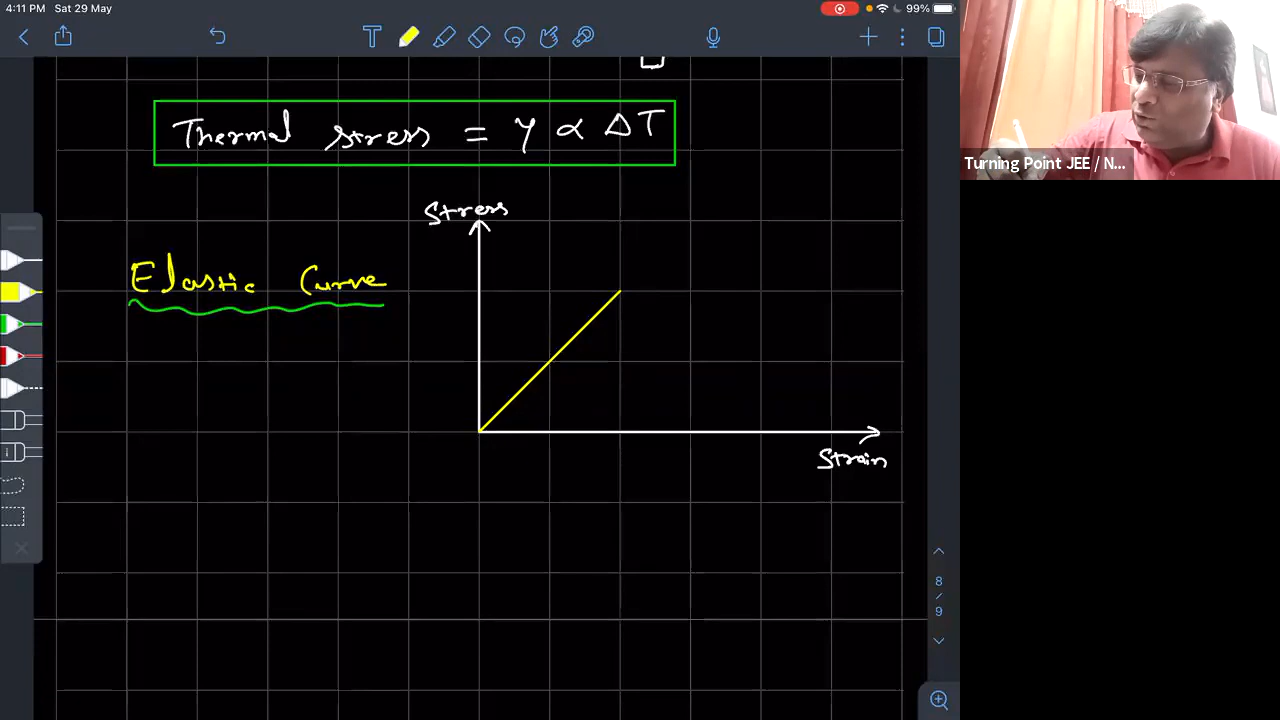 4:11 PM Sat 29 May
99%
Turning Point JEE / N...
Thermal stress = Y α ΔT
Stress
Elastic Curve
Strain
8
/
9